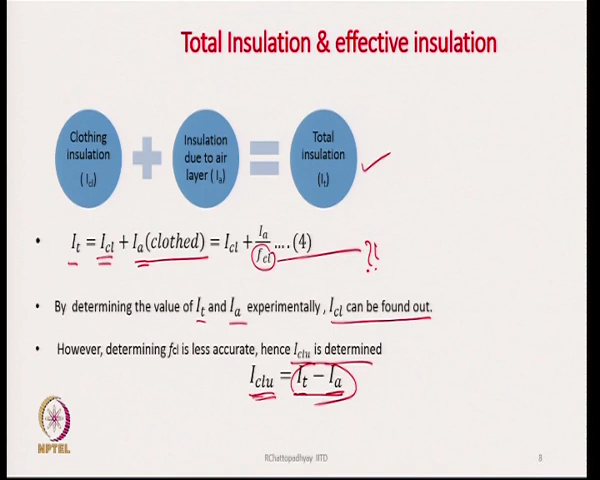 Total Insulation & effective insulation
Clothing
insulation
( Icl)
Insulation
due to air
layer ( Ia)
Total
insulation
(It)
• It = Icl + Ia(clothed) = Icl + Ia/fcl .... (4)
?!
• By determining the value of It and Ia experimentally , Icl can be found out.
• However, determining fcl is less accurate, hence Iclu is determined
Iclu = It − Ia
NPTEL
RChattopadhyay IITD
8